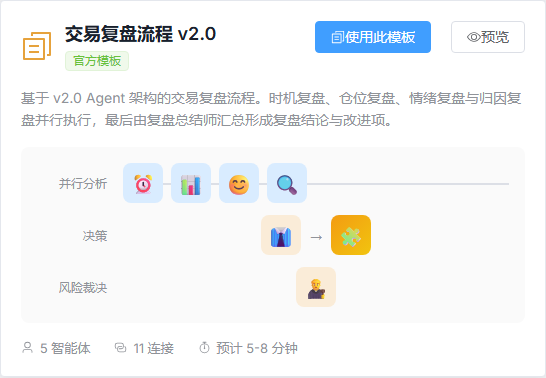 交易复盘流程 v2.0
官方模板
使用此模板
预览
基于 v2.0 Agent 架构的交易复盘流程。时机复盘、仓位复盘、情绪复盘与归因复
盘并行执行，最后由复盘总结师汇总形成复盘结论与改进项。
并行分析
决策
→
风险裁决
5 智能体
11 连接
预计 5-8 分钟